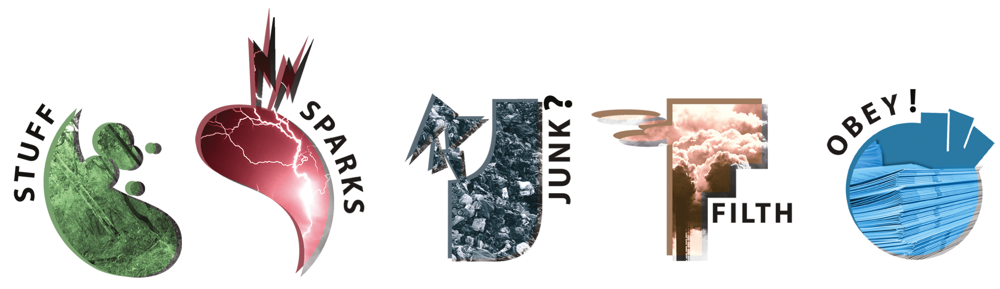 STUFF
SPARKS
JUNK?
FILTH
OBEY!